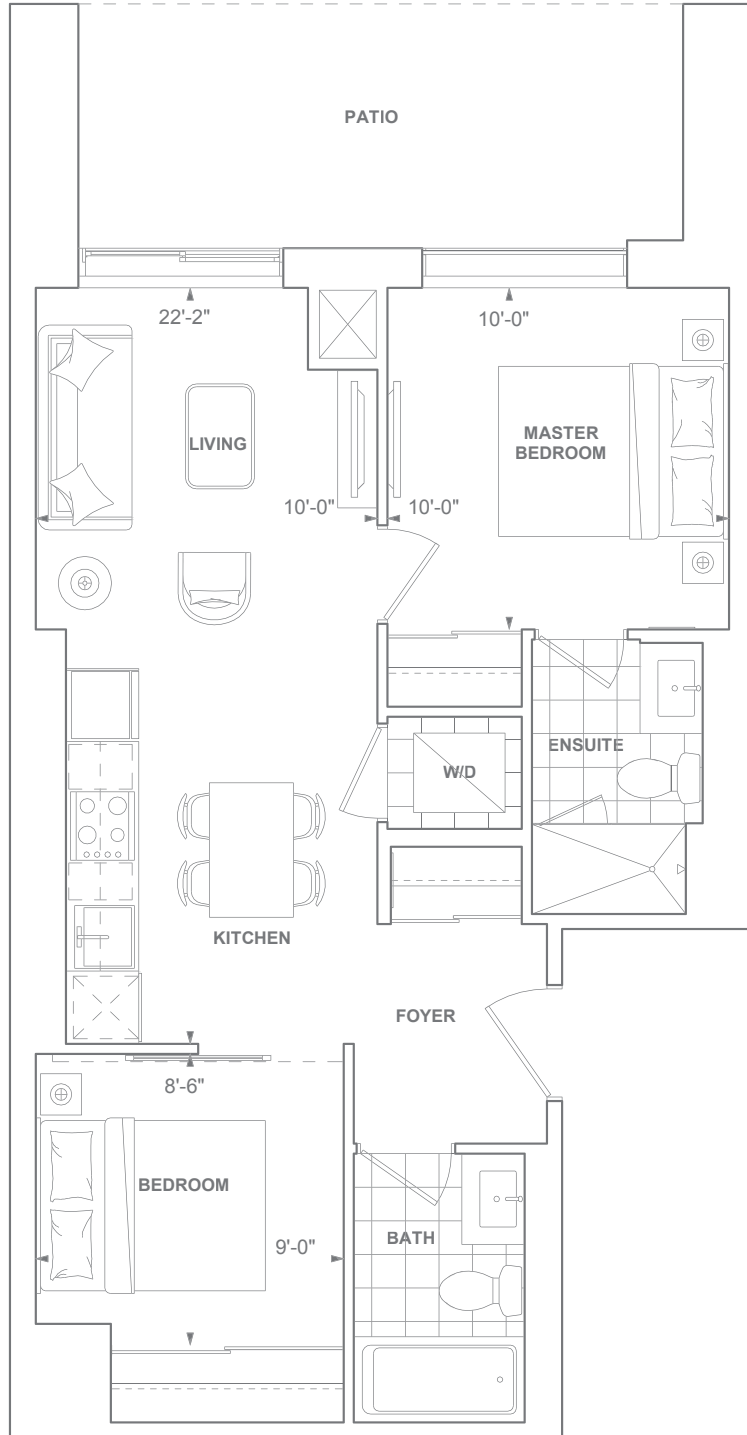 PATIO
22'-2"
10'-0"
LIVING
MASTER
BEDROOM
10'-0"
10'-0"
ENSUITE
W/D
KITCHEN
FOYER
8'-6"
BEDROOM
BATH
9'-0"